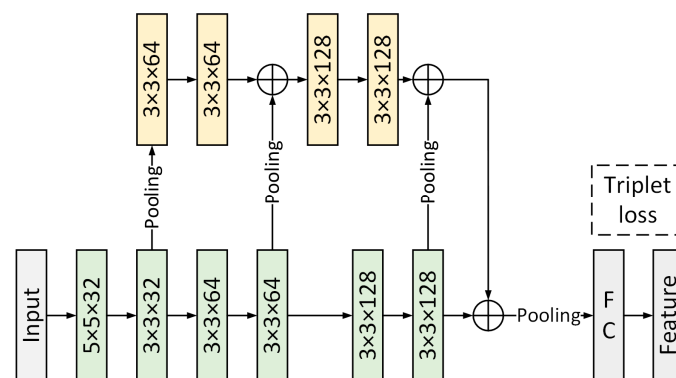 3×3×64
3×3×64
3×3×128
3×3×128
Pooling
Pooling
Pooling
Triplet
loss
Input
5×5×32
3×3×32
3×3×64
3×3×64
3×3×128
3×3×128
Pooling
F
C
Feature